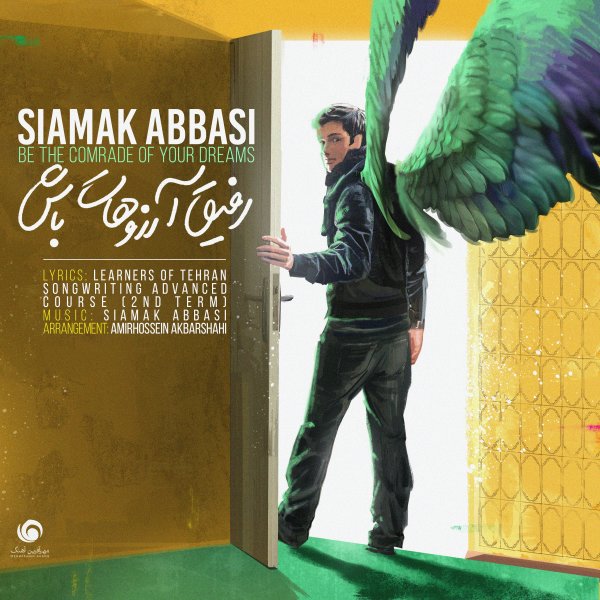 SIAMAK ABBASI
BE THE COMRADE OF YOUR DREAMS
رفیق آرزوهات باش
LYRICS: LEARNERS OF TEHRAN
SONGWRITING ADVANCED
COURSE (2ND TERM)
MUSIC: SIAMAK ABBASI
ARRANGEMENT: AMIRHOSSEIN AKBARSHAHI